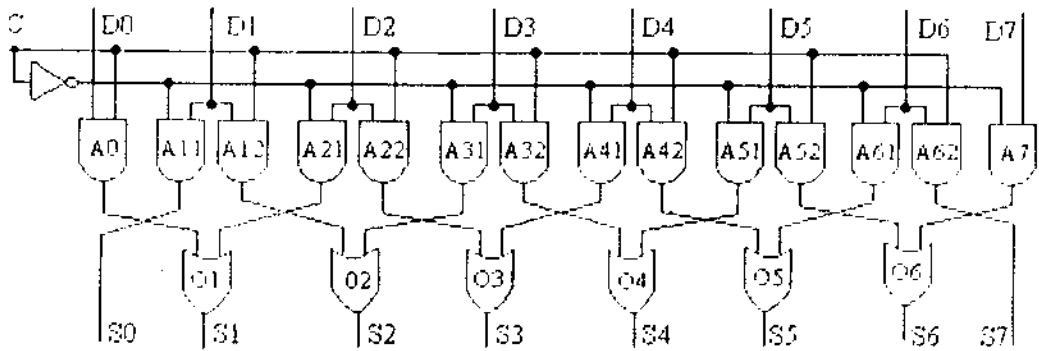 C D0 D1 D2 D3 D4 D5 D6 D7
A0 A11 A12 A21 A22 A31 A32 A41 A42 A51 A52 A61 A62 A7
O1 O2 O3 O4 O5 O6
S0 S1 S2 S3 S4 S5 S6 S7